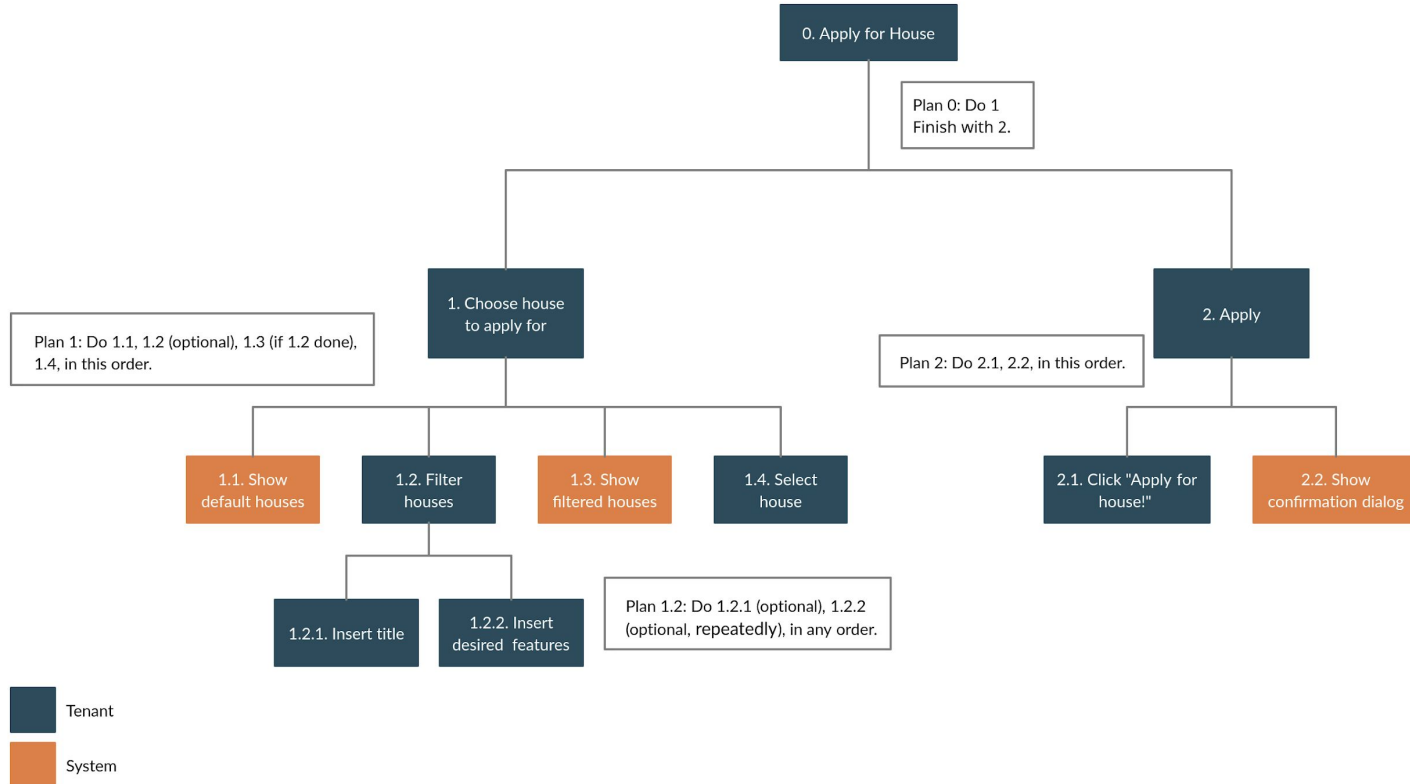 0. Apply for House
Plan 0: Do 1
Finish with 2.
1. Choose house
to apply for
2. Apply
Plan 1: Do 1.1, 1.2 (optional), 1.3 (if 1.2 done),
1.4, in this order.
Plan 2: Do 2.1, 2.2, in this order.
1.1. Show
default houses
1.2. Filter
houses
1.3. Show
filtered houses
1.4. Select
house
2.1. Click "Apply for
house!"
2.2. Show
confirmation dialog
1.2.1. Insert title
1.2.2. Insert
desired features
Plan 1.2: Do 1.2.1 (optional), 1.2.2
(optional, repeatedly), in any order.
Tenant
System